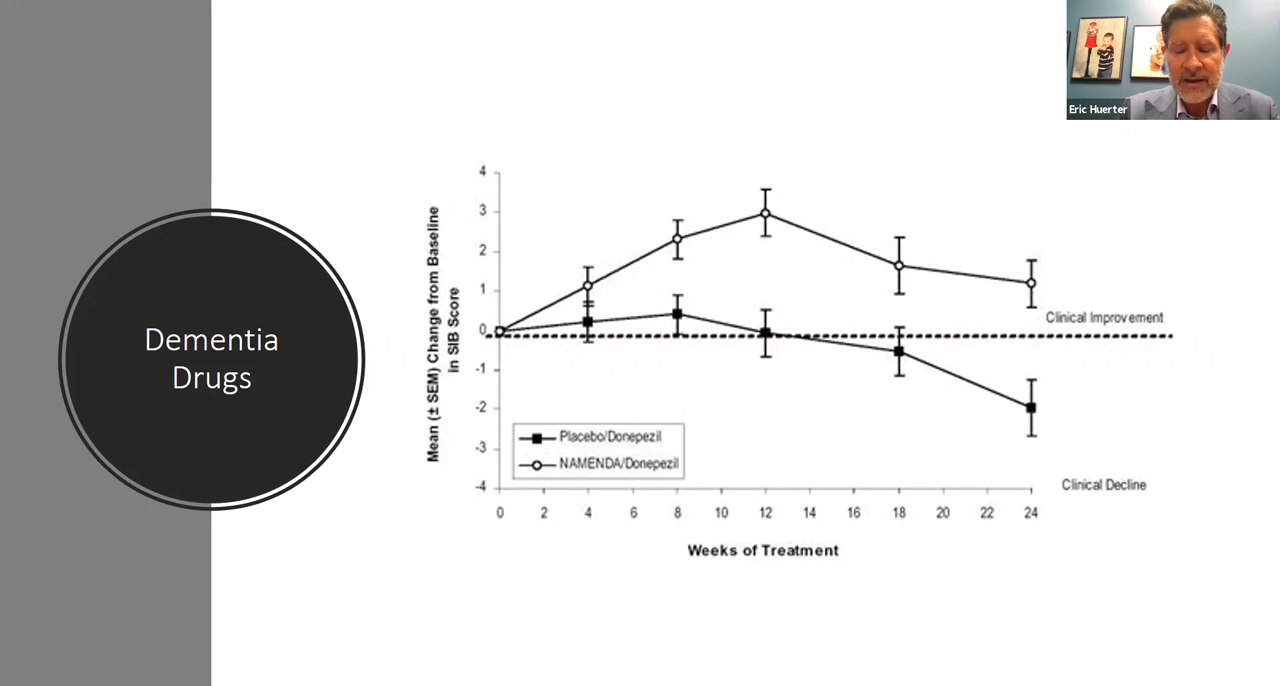 Eric Huerter
Dementia
Drugs
Mean (± SEM) Change from Baseline
in SIB Score
4
3
2
1
0
-1
-2
-3
-4
Clinical Improvement
Placebo/Donepezil
NAMENDA/Donepezil
Clinical Decline
0 2 4 6 8 10 12 14 16 18 20 22 24
Weeks of Treatment